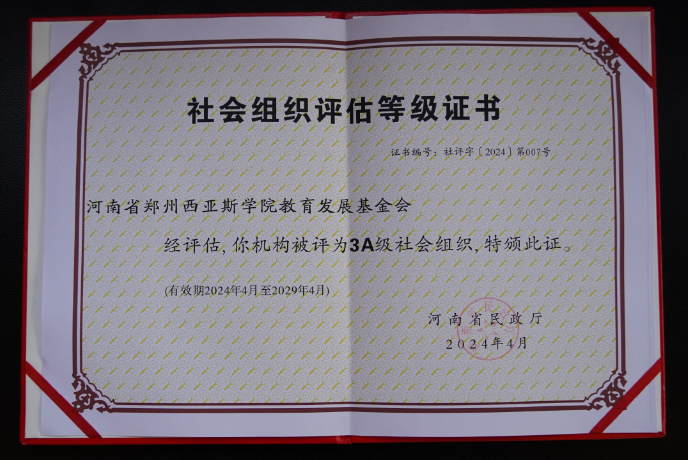 社会组织评估等级证书
证书编号：社评字〔2024〕第007号
河南省郑州西亚斯学院教育发展基金会
经评估,你机构被评为3A级社会组织,特颁此证。
(有效期2024年4月至2029年4月)
河南省民政厅
2024年4月